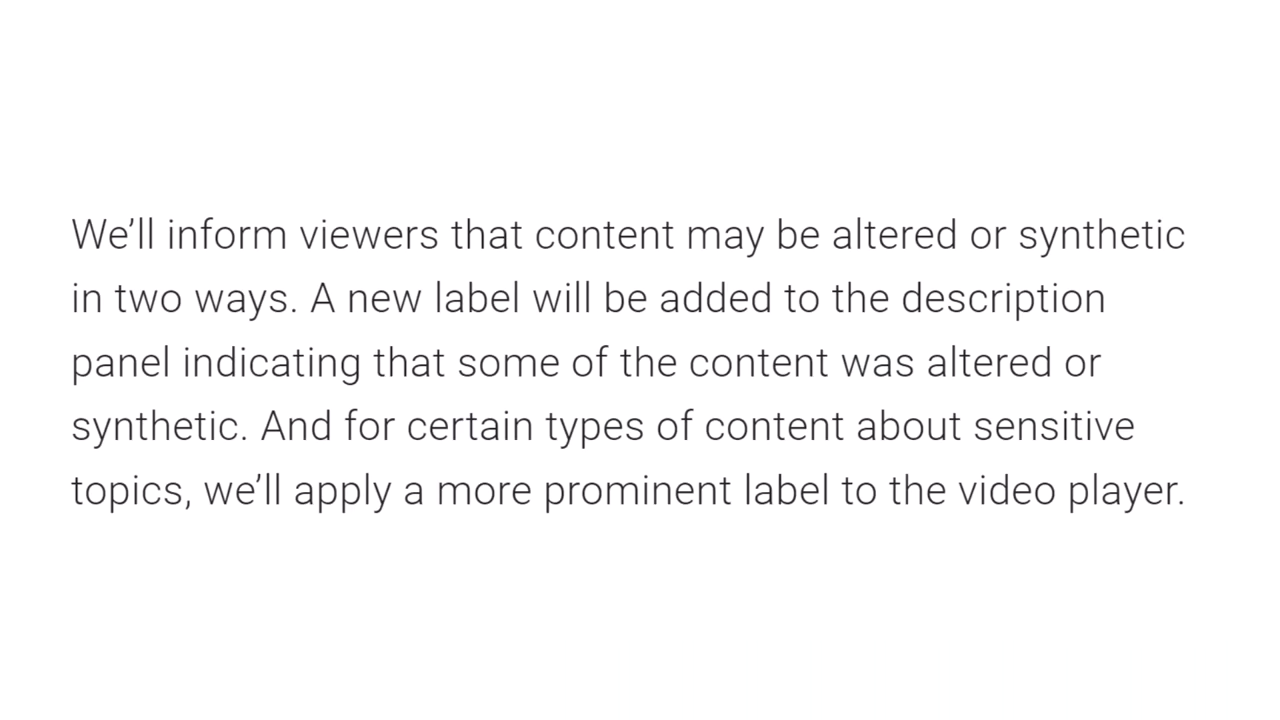 We’ll inform viewers that content may be altered or synthetic
in two ways. A new label will be added to the description
panel indicating that some of the content was altered or
synthetic. And for certain types of content about sensitive
topics, we’ll apply a more prominent label to the video player.